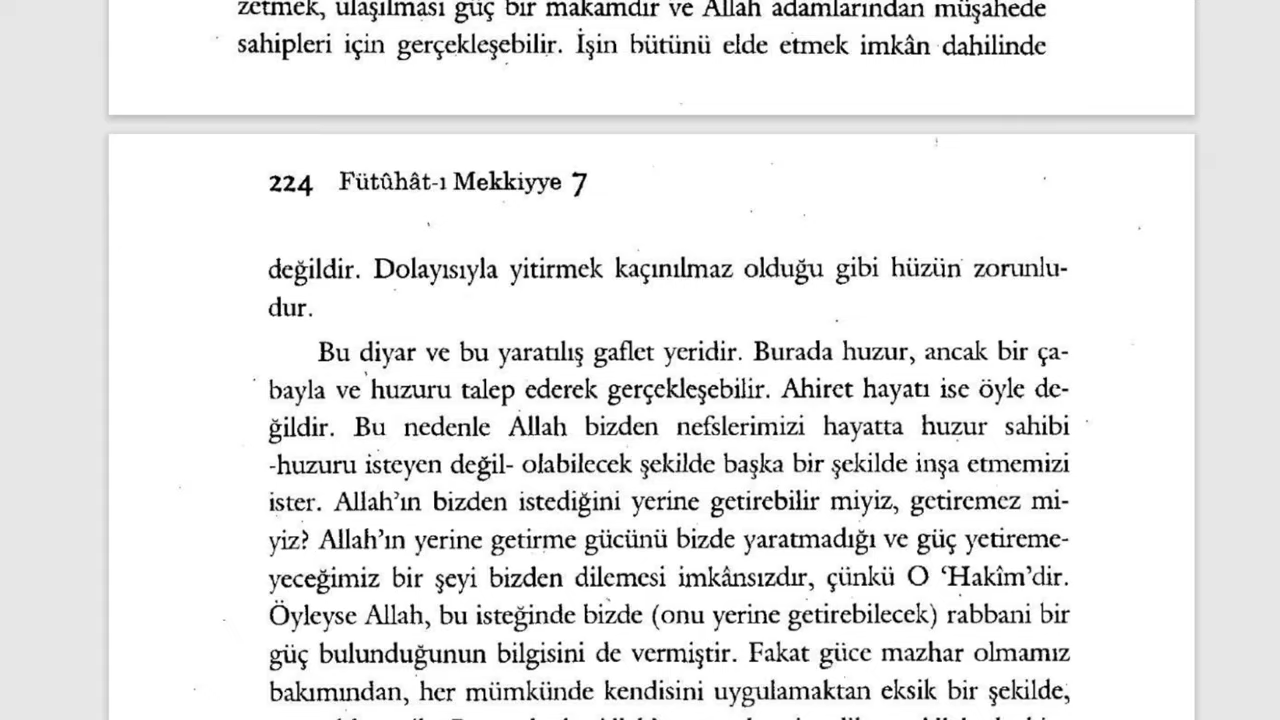 zetmek, ulaşılması güç bir makamdır ve Allah adamlarından müşahede
sahipleri için gerçekleşebilir. İşin bütünü elde etmek imkân dahilinde
224 Fütûhât-ı Mekkiyye 7
değildir. Dolayısıyla yitirmek kaçınılmaz olduğu gibi hüzün zorunlu-
dur.
Bu diyar ve bu yaratılış gaflet yeridir. Burada huzur, ancak bir ça-
bayla ve huzuru talep ederek gerçekleşebilir. Ahiret hayatı ise öyle de-
ğildir. Bu nedenle Allah bizden nefslerimizi hayatta huzur sahibi
-huzuru isteyen değil- olabilecek şekilde başka bir şekilde inşa etmemizi
ister. Allah'ın bizden istediğini yerine getirebilir miyiz, getiremez mi-
yiz? Allah'ın yerine getirme gücünü bizde yaratmadığı ve güç yetireme-
yeceğimiz bir şeyi bizden dilemesi imkânsızdır, çünkü O 'Hakîm'dir.
Öyleyse Allah, bu isteğinde bizde (onu yerine getirebilecek) rabbani bir
güç bulunduğunun bilgisini de vermiştir. Fakat güce mazhar olmamız
bakımından, her mümkünde kendisini uygulamaktan eksik bir şekilde,